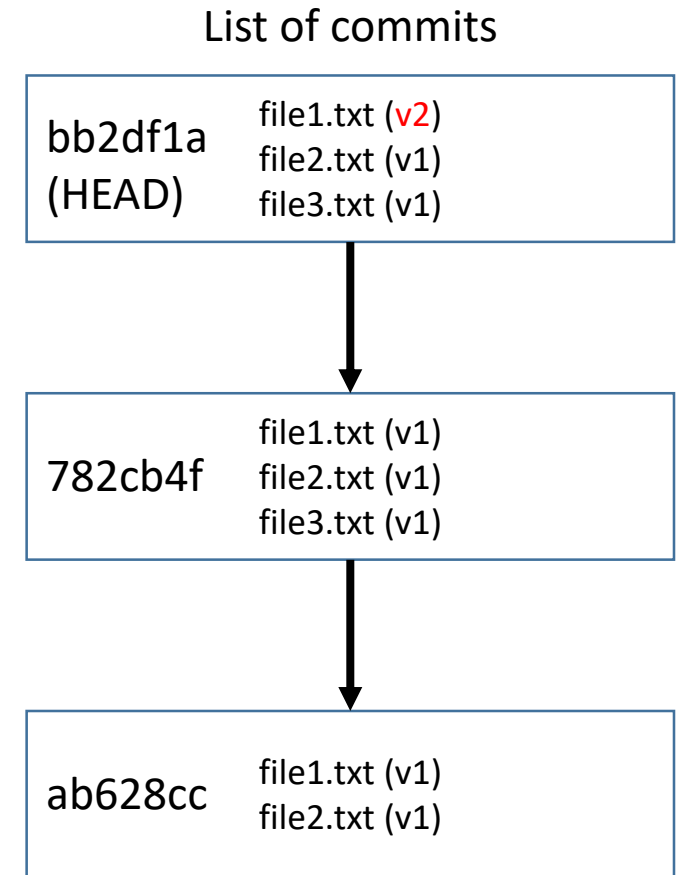 List of commits
bb2df1a
(HEAD)
file1.txt (v2)
file2.txt (v1)
file3.txt (v1)
782cb4f
file1.txt (v1)
file2.txt (v1)
file3.txt (v1)
ab628cc
file1.txt (v1)
file2.txt (v1)